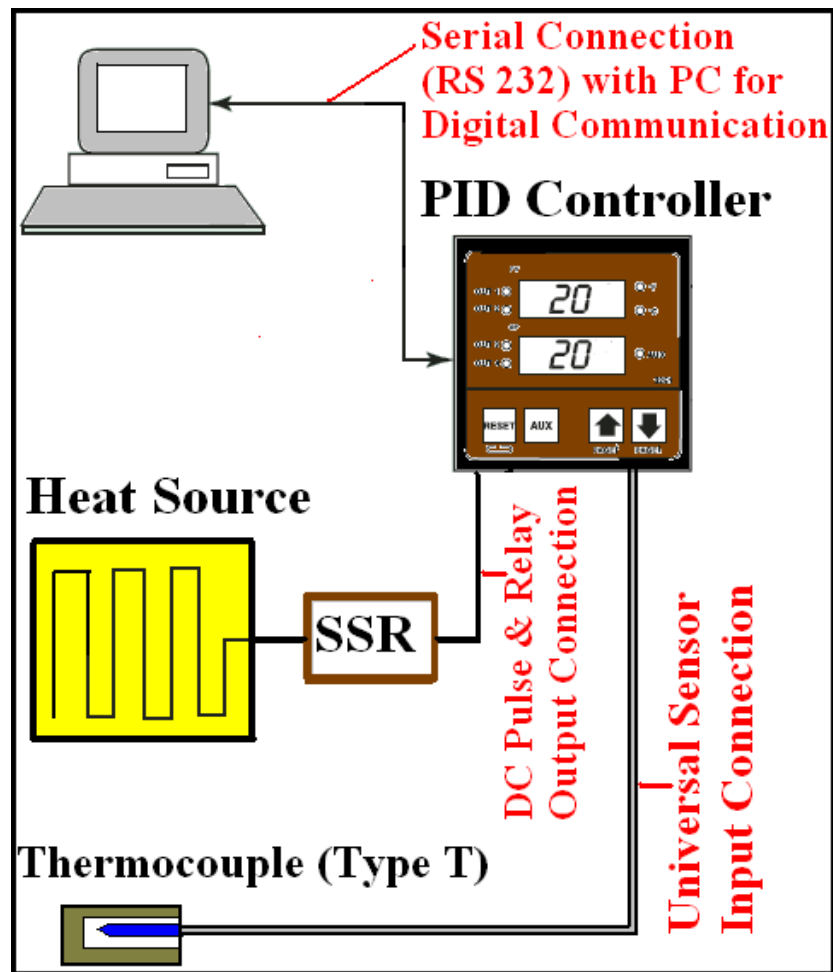 Serial Connection
(RS 232) with PC for
Digital Communication
PID Controller
20
20
RESET
AUX
Heat Source
SSR
DC Pulse & Relay
Output Connection
Universal Sensor
Input Connection
Thermocouple (Type T)